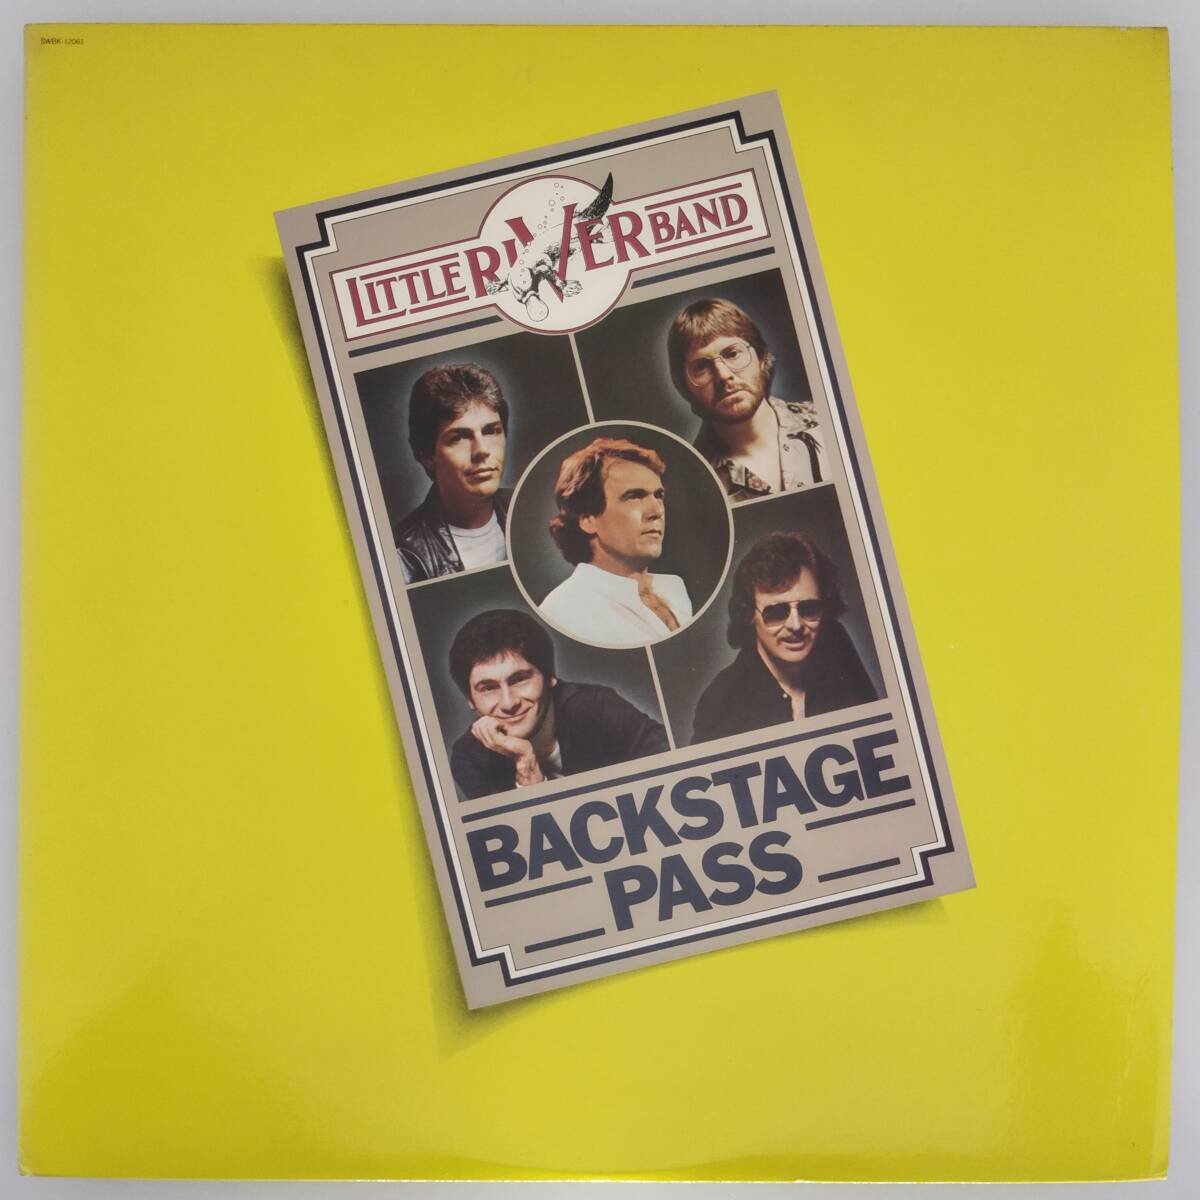 SWBK-12061
LITTLE RIVER BAND
BACKSTAGE
PASS